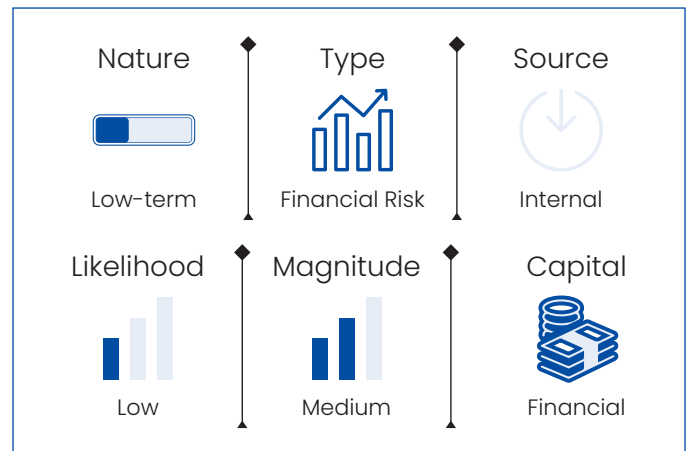 Nature
Type
Source
Low-term
Financial Risk
Internal
Likelihood
Magnitude
Capital
Low
Medium
Financial